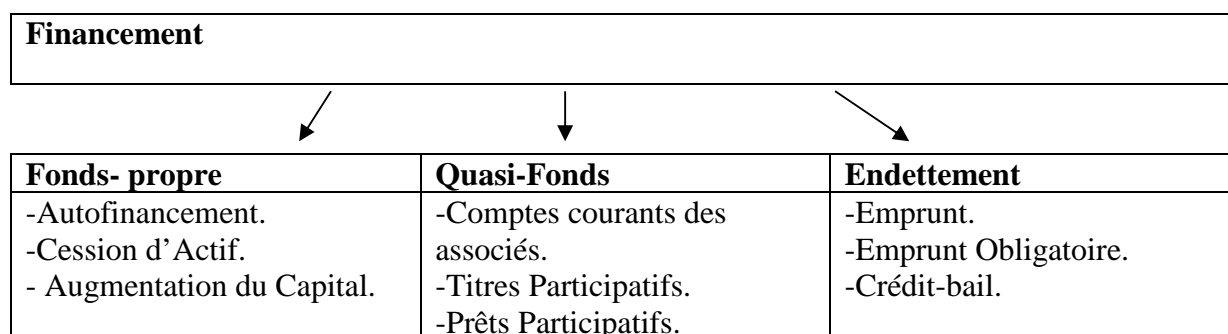 Financement
Fonds- propre
-Autofinancement.
-Cession d'Actif.
- Augmentation du Capital.
Quasi-Fonds
-Comptes courants des
associés.
-Titres Participatifs.
-Prêts Participatifs.
Endettement
-Emprunt.
-Emprunt Obligatoire.
-Crédit-bail.